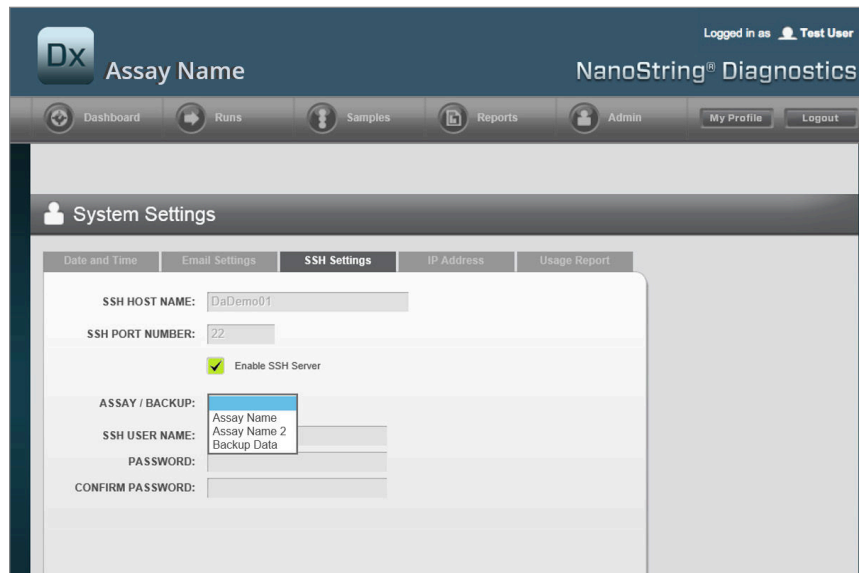 Logged in as Test User
Dx Assay Name
NanoString® Diagnostics
Dashboard Runs Samples Reports Admin My Profile Logout
System Settings
Date and Time Email Settings SSH Settings IP Address Usage Report
SSH HOST NAME: DaDemo01
SSH PORT NUMBER: 22
Enable SSH Server
ASSAY / BACKUP:
Assay Name
Assay Name 2
Backup Data
SSH USER NAME:
PASSWORD:
CONFIRM PASSWORD: